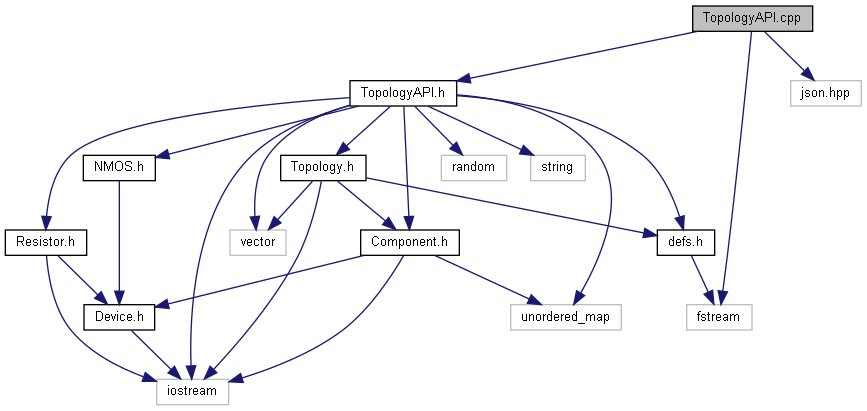 TopologyAPI.cpp
TopologyAPI.h
json.hpp
NMOS.h
Topology.h
random
string
Resistor.h
vector
Component.h
defs.h
Device.h
unordered_map
fstream
iostream